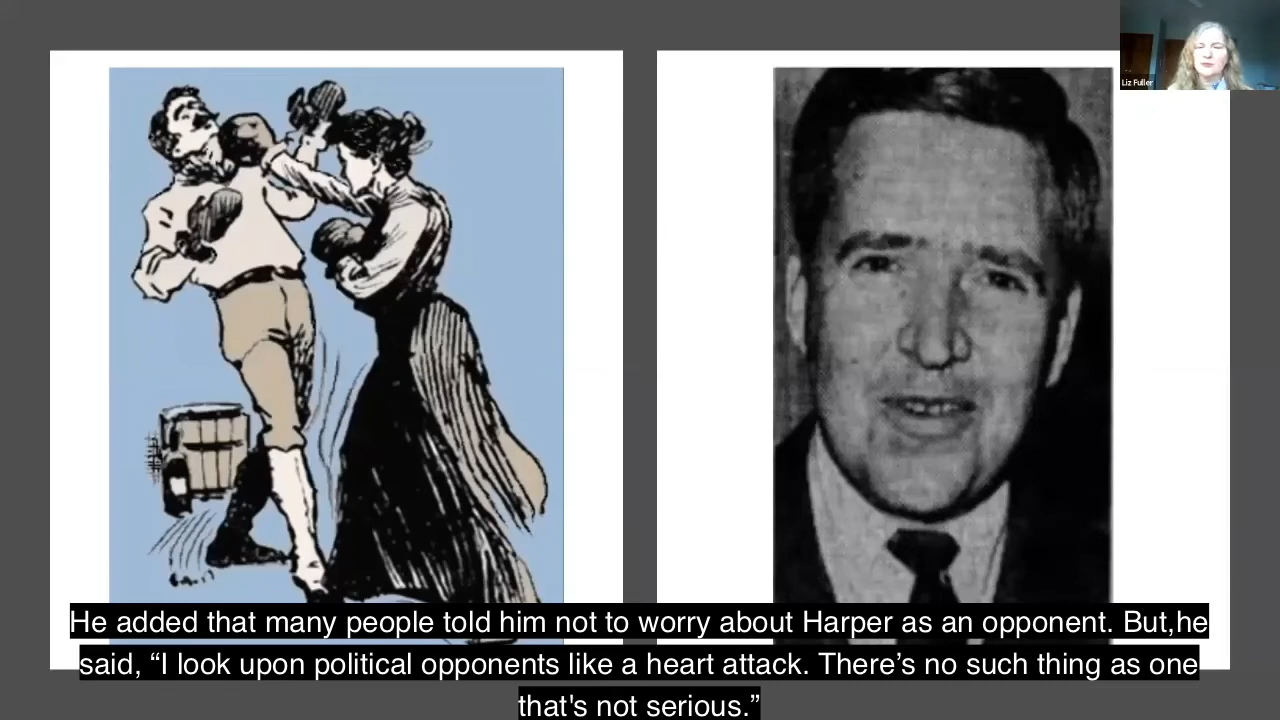 Liz Fuller
He added that many people told him not to worry about Harper as an opponent. But,he
said, “I look upon political opponents like a heart attack. There’s no such thing as one
that's not serious.”